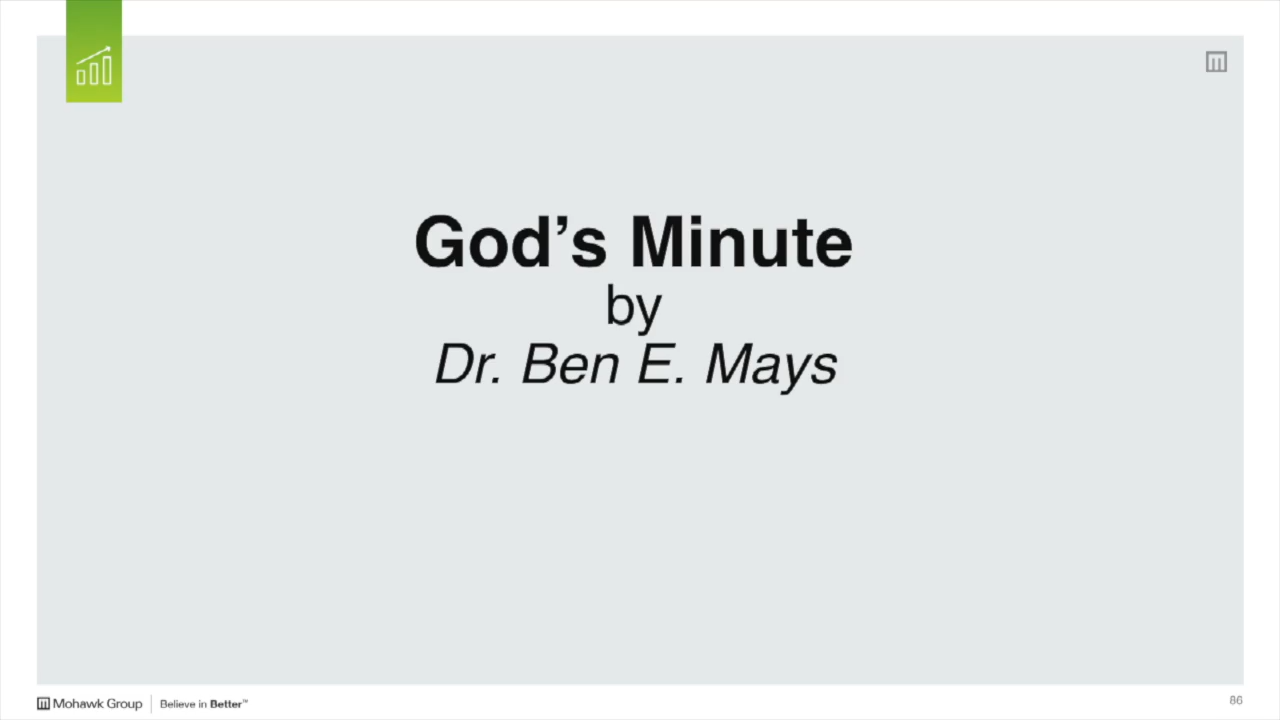 God’s Minute
by
Dr. Ben E. Mays
Mohawk Group | Believe in Better™
86